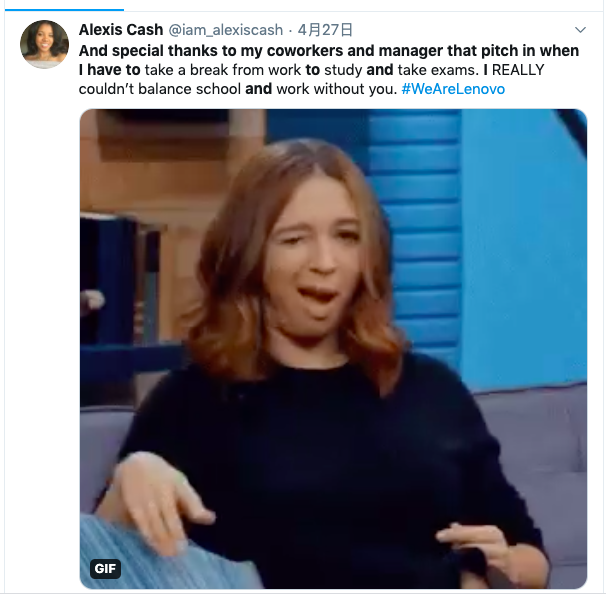 Alexis Cash @iam_alexiscash · 4月27日
And special thanks to my coworkers and manager that pitch in when
I have to take a break from work to study and take exams. I REALLY
couldn't balance school and work without you. #WeAreLenovo
GIF